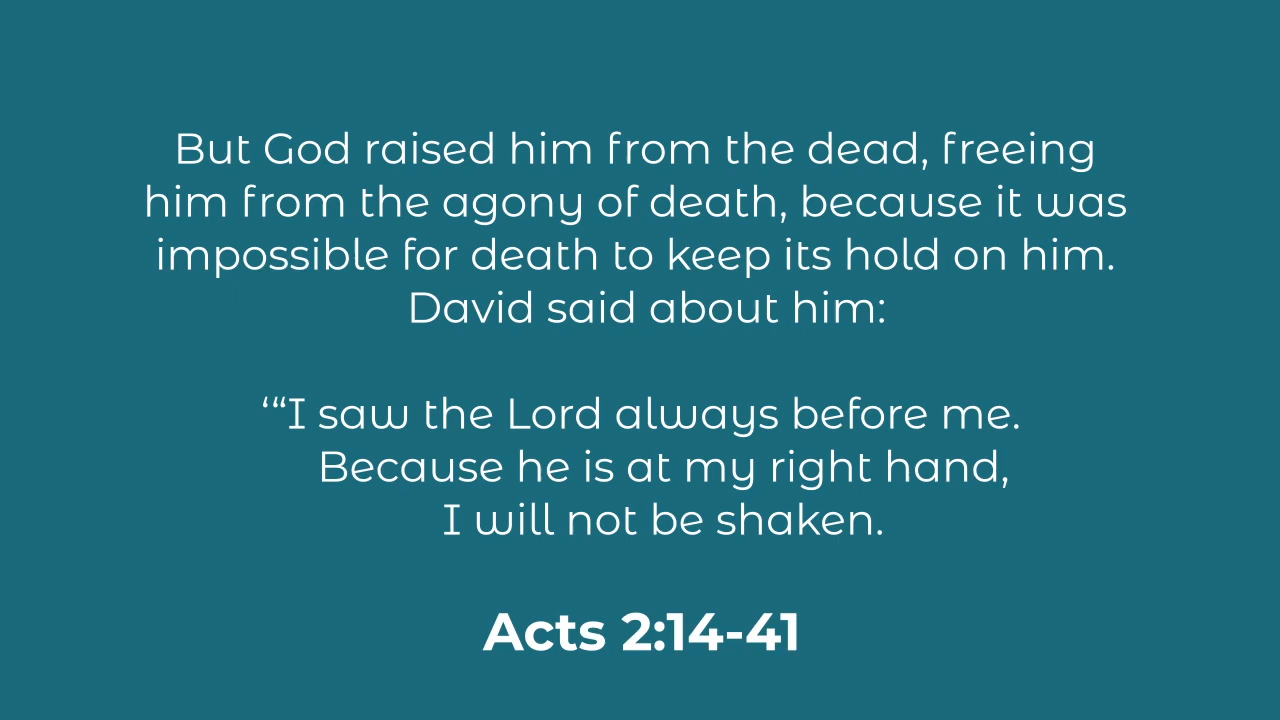 But God raised him from the dead, freeing
him from the agony of death, because it was
impossible for death to keep its hold on him.
David said about him:
‘“I saw the Lord always before me.
Because he is at my right hand,
I will not be shaken.
Acts 2:14-41